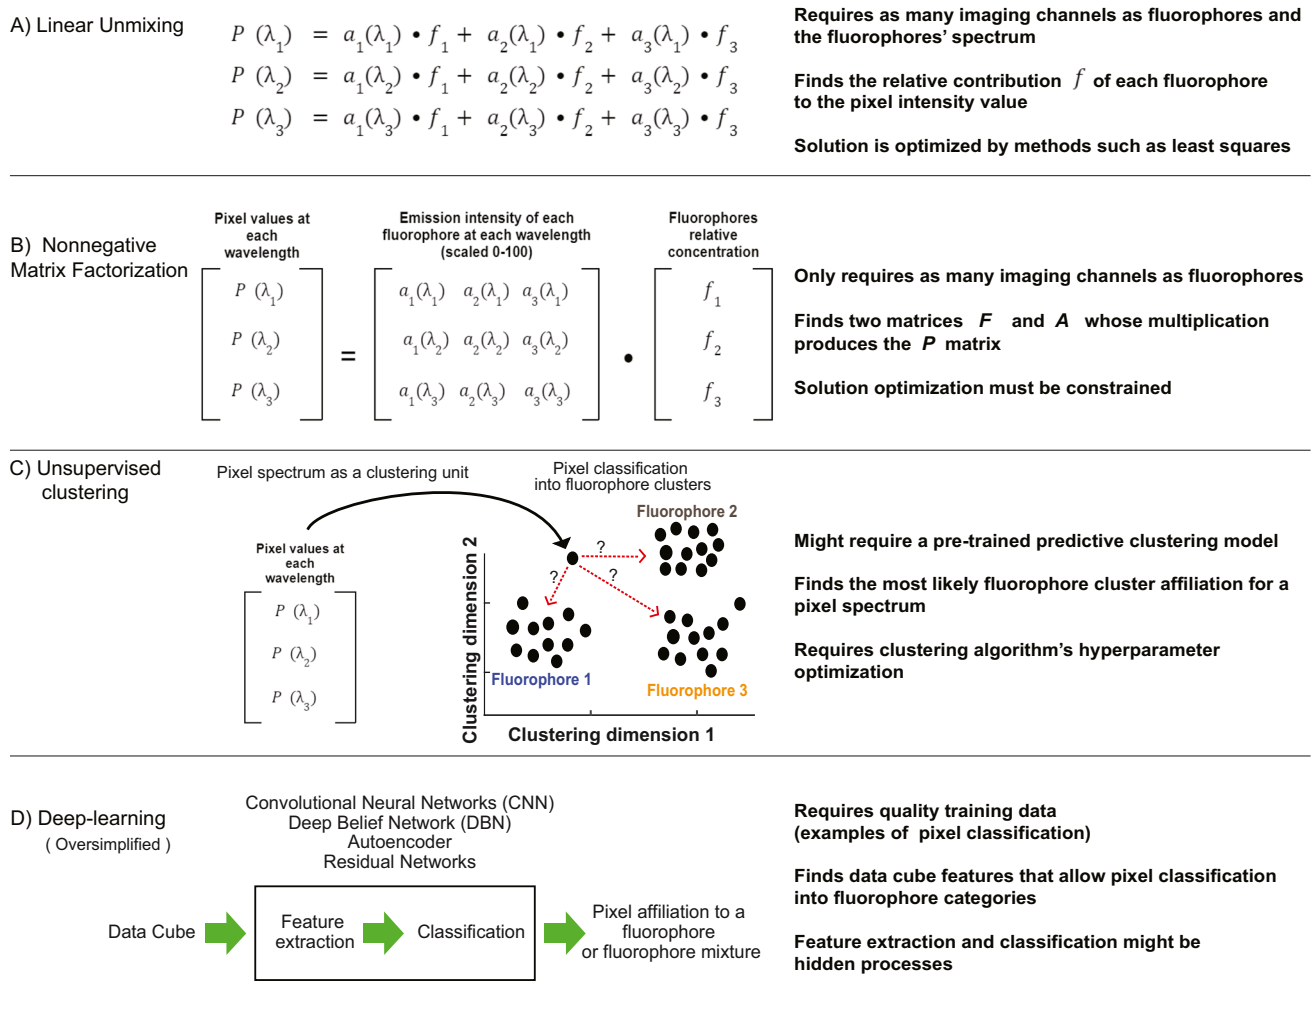 A) Linear Unmixing
P (λ1) = a1(λ1) • f1 + a2(λ1) • f2 + a3(λ1) • f3
P (λ2) = a1(λ2) • f1 + a2(λ2) • f2 + a3(λ2) • f3
P (λ3) = a1(λ3) • f1 + a2(λ3) • f2 + a3(λ3) • f3
Requires as many imaging channels as fluorophores and
the fluorophores' spectrum
Finds the relative contribution f of each fluorophore
to the pixel intensity value
Solution is optimized by methods such as least squares
B) Nonnegative
Matrix Factorization
Pixel values at
each
wavelength
P (λ1)
P (λ2)
P (λ3)
=
Emission intensity of each
fluorophore at each wavelength
(scaled 0-100)
a1(λ1) a2(λ1) a3(λ1)
a1(λ2) a2(λ2) a3(λ2)
a1(λ3) a2(λ3) a3(λ3)
•
Fluorophores
relative
concentration
f1
f2
f3
Only requires as many imaging channels as fluorophores
Finds two matrices F and A whose multiplication
produces the P matrix
Solution optimization must be constrained
C) Unsupervised
clustering
Pixel spectrum as a clustering unit
Pixel values at
each
wavelength
P (λ1)
P (λ2)
P (λ3)
Pixel classification
into fluorophore clusters
Fluorophore 2
?
?
?
Fluorophore 1
Fluorophore 3
Clustering dimension 2
Clustering dimension 1
Might require a pre-trained predictive clustering model
Finds the most likely fluorophore cluster affiliation for a
pixel spectrum
Requires clustering algorithm's hyperparameter
optimization
D) Deep-learning
( Oversimplified )
Convolutional Neural Networks (CNN)
Deep Belief Network (DBN)
Autoencoder
Residual Networks
Data Cube
Feature
extraction
Classification
Pixel affiliation to a
fluorophore
or fluorophore mixture
Requires quality training data
(examples of pixel classification)
Finds data cube features that allow pixel classification
into fluorophore categories
Feature extraction and classification might be
hidden processes